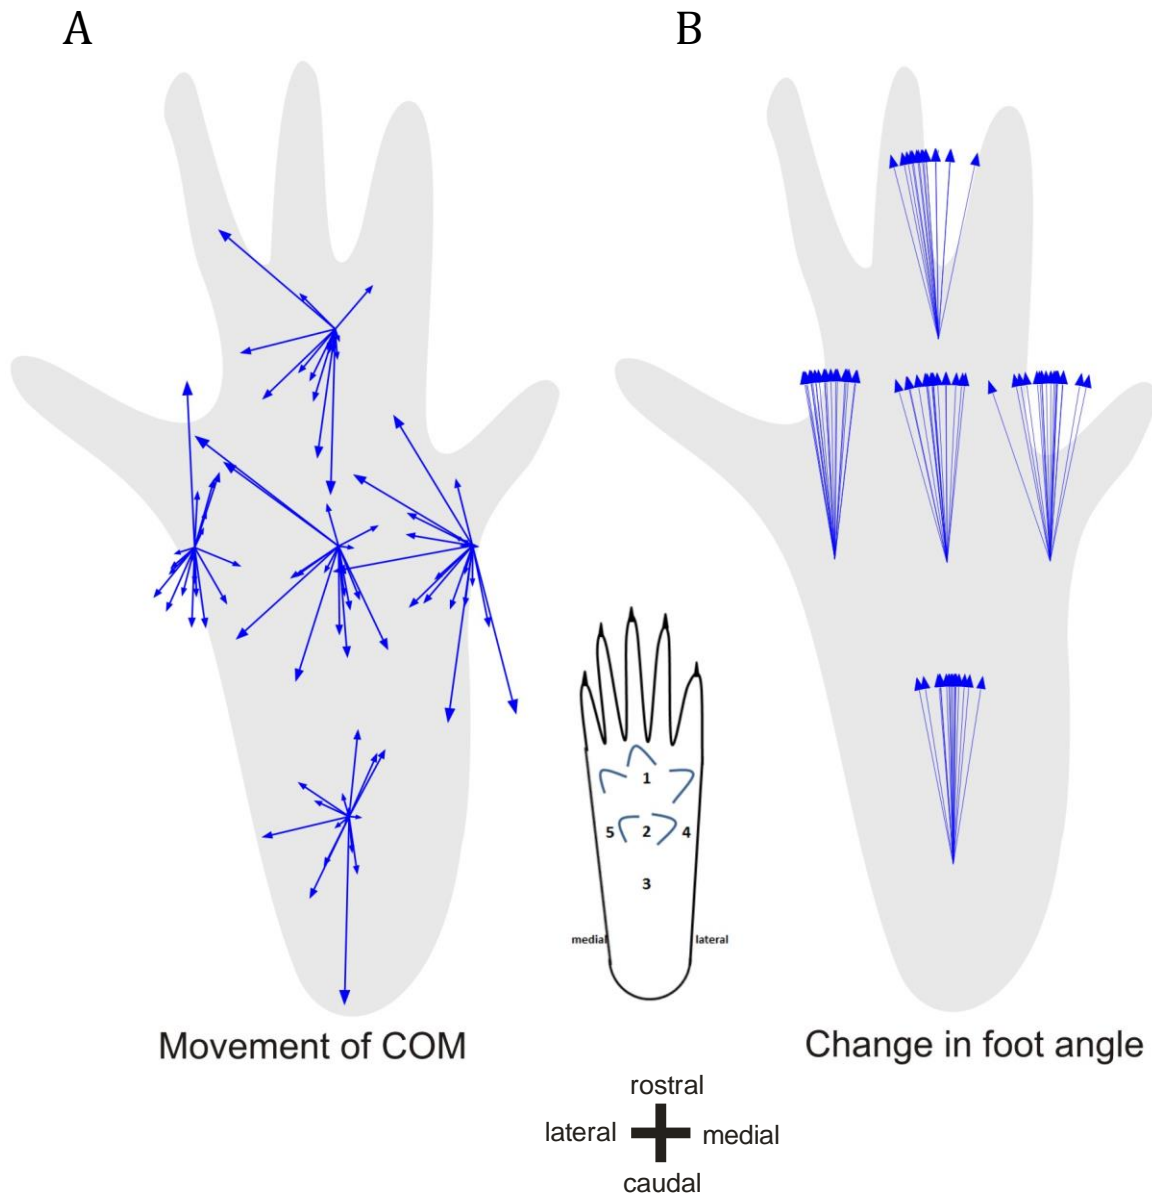 A
B
1
5 2 4
3
medial lateral
Movement of COM
Change in foot angle
rostral
lateral medial
caudal